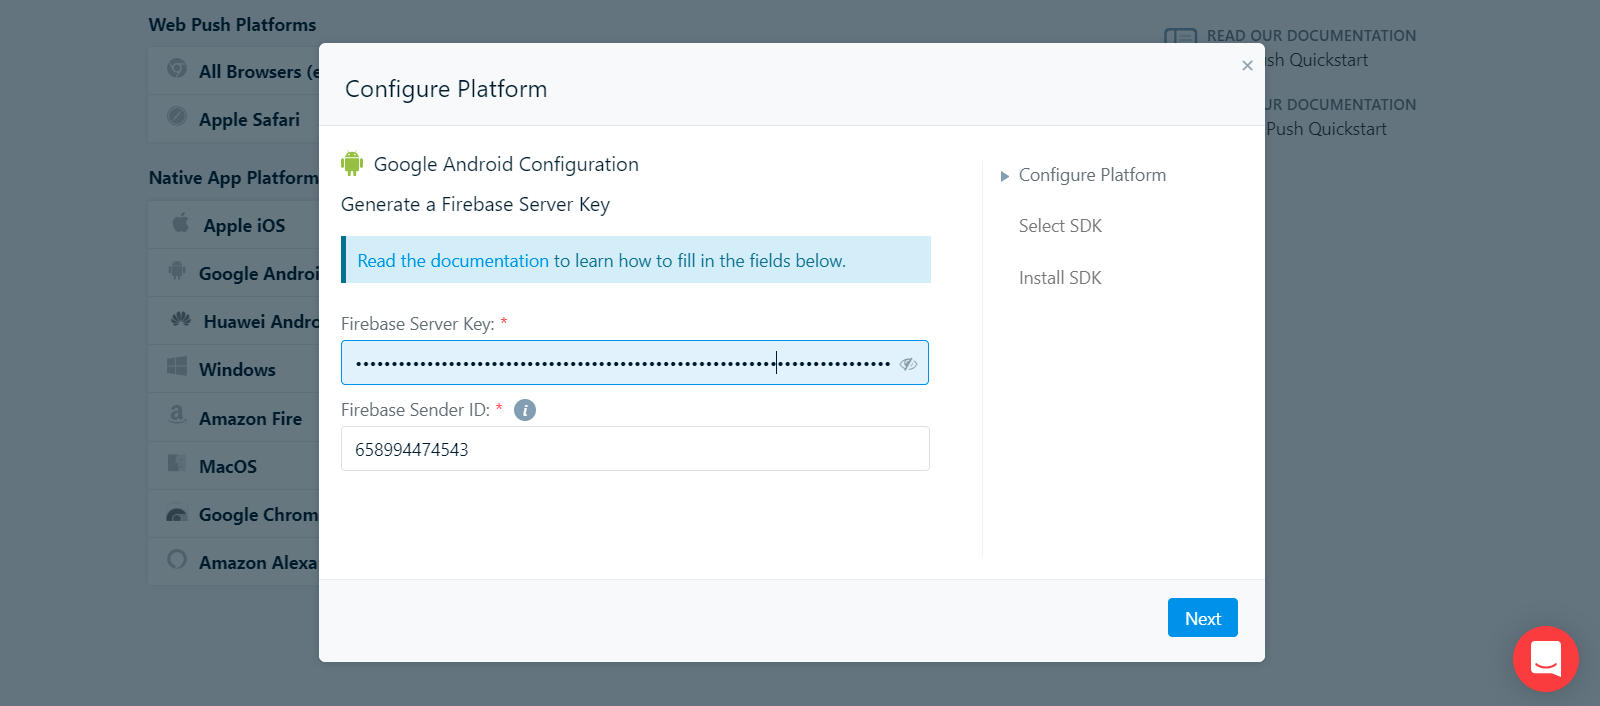 Web Push Platforms
All Browsers (e
Apple Safari
Native App Platform
Apple iOS
Google Androi
Huawei Andro
Windows
Amazon Fire
MacOS
Google Chrom
Amazon Alexa
READ OUR DOCUMENTATION
sh Quickstart
UR DOCUMENTATION
Push Quickstart
Configure Platform
×
Google Android Configuration
Generate a Firebase Server Key
Read the documentation to learn how to fill in the fields below.
Firebase Server Key: *
Firebase Sender ID: * i
658994474543
Configure Platform
Select SDK
Install SDK
Next